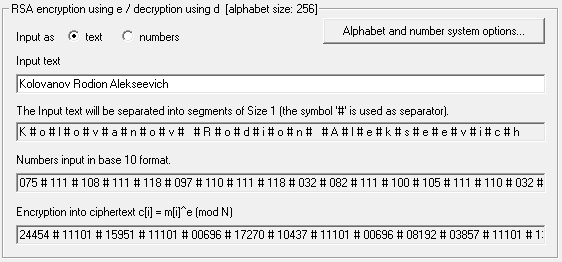 RSA encryption using e / decryption using d [alphabet size: 256]
Input as text numbers Alphabet and number system options...
Input text
Kolovanov Rodion Alekseevich
The Input text will be separated into segments of Size 1 (the symbol '#' is used as separator).
K # o # l # o # v # a # n # o # v #   # R # o # d # i # o # n #   # A # l # e # k # s # e # e # v # i # c # h
Numbers input in base 10 format.
075 # 111 # 108 # 111 # 118 # 097 # 110 # 111 # 118 # 032 # 082 # 111 # 100 # 105 # 111 # 110 # 032 #
Encryption into ciphertext c[i] = m[i]^e (mod N)
24454 # 11101 # 15951 # 11101 # 00696 # 17270 # 10437 # 11101 # 00696 # 08192 # 03857 # 11101 #